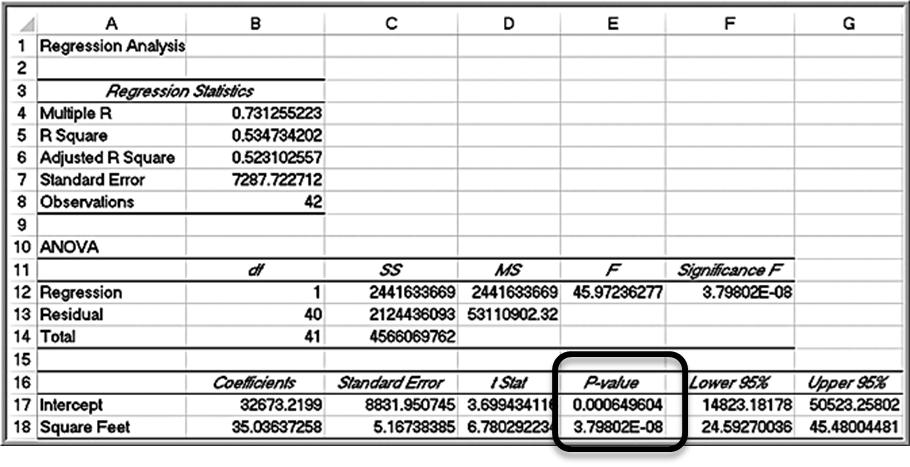 A B C D E F G
1 Regression Analysis
2
3 Regression Statistics
4 Multiple R 0.731255223
5 R Square 0.534734202
6 Adjusted R Square 0.523102557
7 Standard Error 7287.722712
8 Observations 42
9
10 ANOVA
11 df SS MS F Significance F
12 Regression 1 2441633669 2441633669 45.97236277 3.79802E-08
13 Residual 40 2124436093 53110902.32
14 Total 41 4566069762
15
16 Coefficients Standard Error t Stat P-value Lower 95% Upper 95%
17 Intercept 32673.2199 8831.950745 3.699434116 0.000649604 14823.18178 50523.25802
18 Square Feet 35.03637258 5.16738385 6.780292234 3.79802E-08 24.59270036 45.48004481